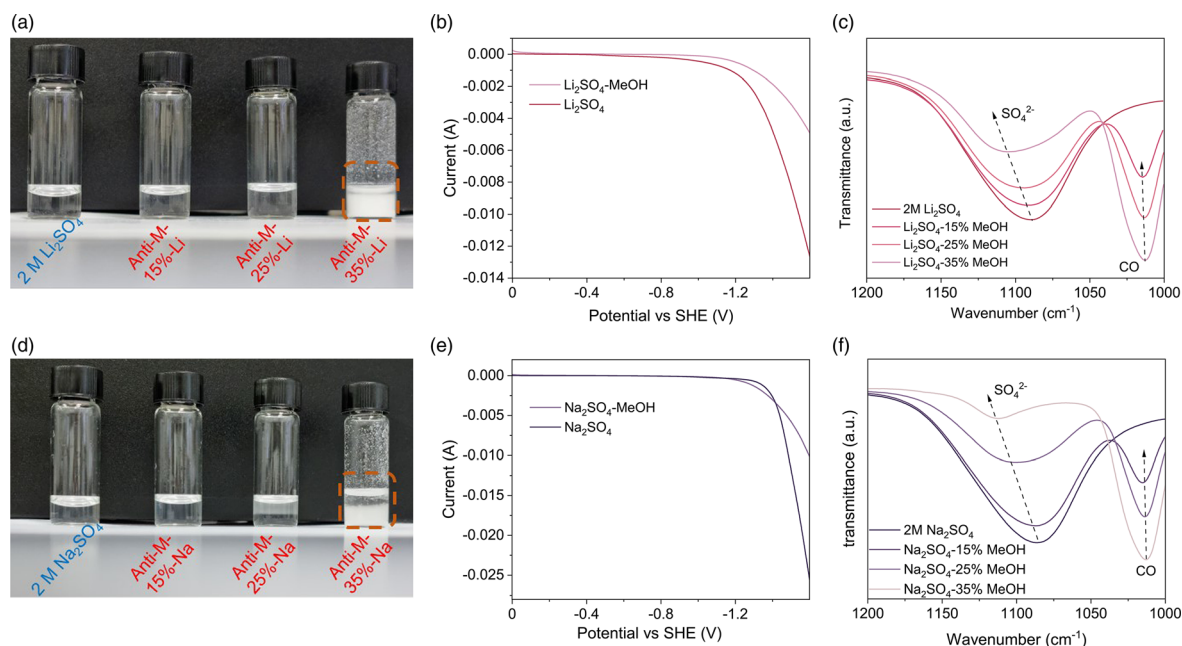 (a)
2 M Li₂SO₄
Anti-M-
15%-Li
Anti-M-
25%-Li
Anti-M-
35%-Li
(b)
0.000
-0.002
-0.004
-0.006
-0.008
-0.010
-0.012
-0.014
Current (A)
Li₂SO₄-MeOH
Li₂SO₄
0
-0.4
-0.8
-1.2
Potential vs SHE (V)
(c)
Transmittance (a.u.)
SO₄²⁻
2M Li₂SO₄
Li₂SO₄-15% MeOH
Li₂SO₄-25% MeOH
Li₂SO₄-35% MeOH
CO
1200
1150
1100
1050
1000
Wavenumber (cm⁻¹)
(d)
2 M Na₂SO₄
Anti-M-
15%-Na
Anti-M-
25%-Na
Anti-M-
35%-Na
(e)
0.000
-0.005
-0.010
-0.015
-0.020
-0.025
Current (A)
Na₂SO₄-MeOH
Na₂SO₄
0
-0.4
-0.8
-1.2
Potential vs SHE (V)
(f)
transmittance (a.u.)
SO₄²⁻
2M Na₂SO₄
Na₂SO₄-15% MeOH
Na₂SO₄-25% MeOH
Na₂SO₄-35% MeOH
CO
1200
1150
1100
1050
1000
Wavenumber (cm⁻¹)